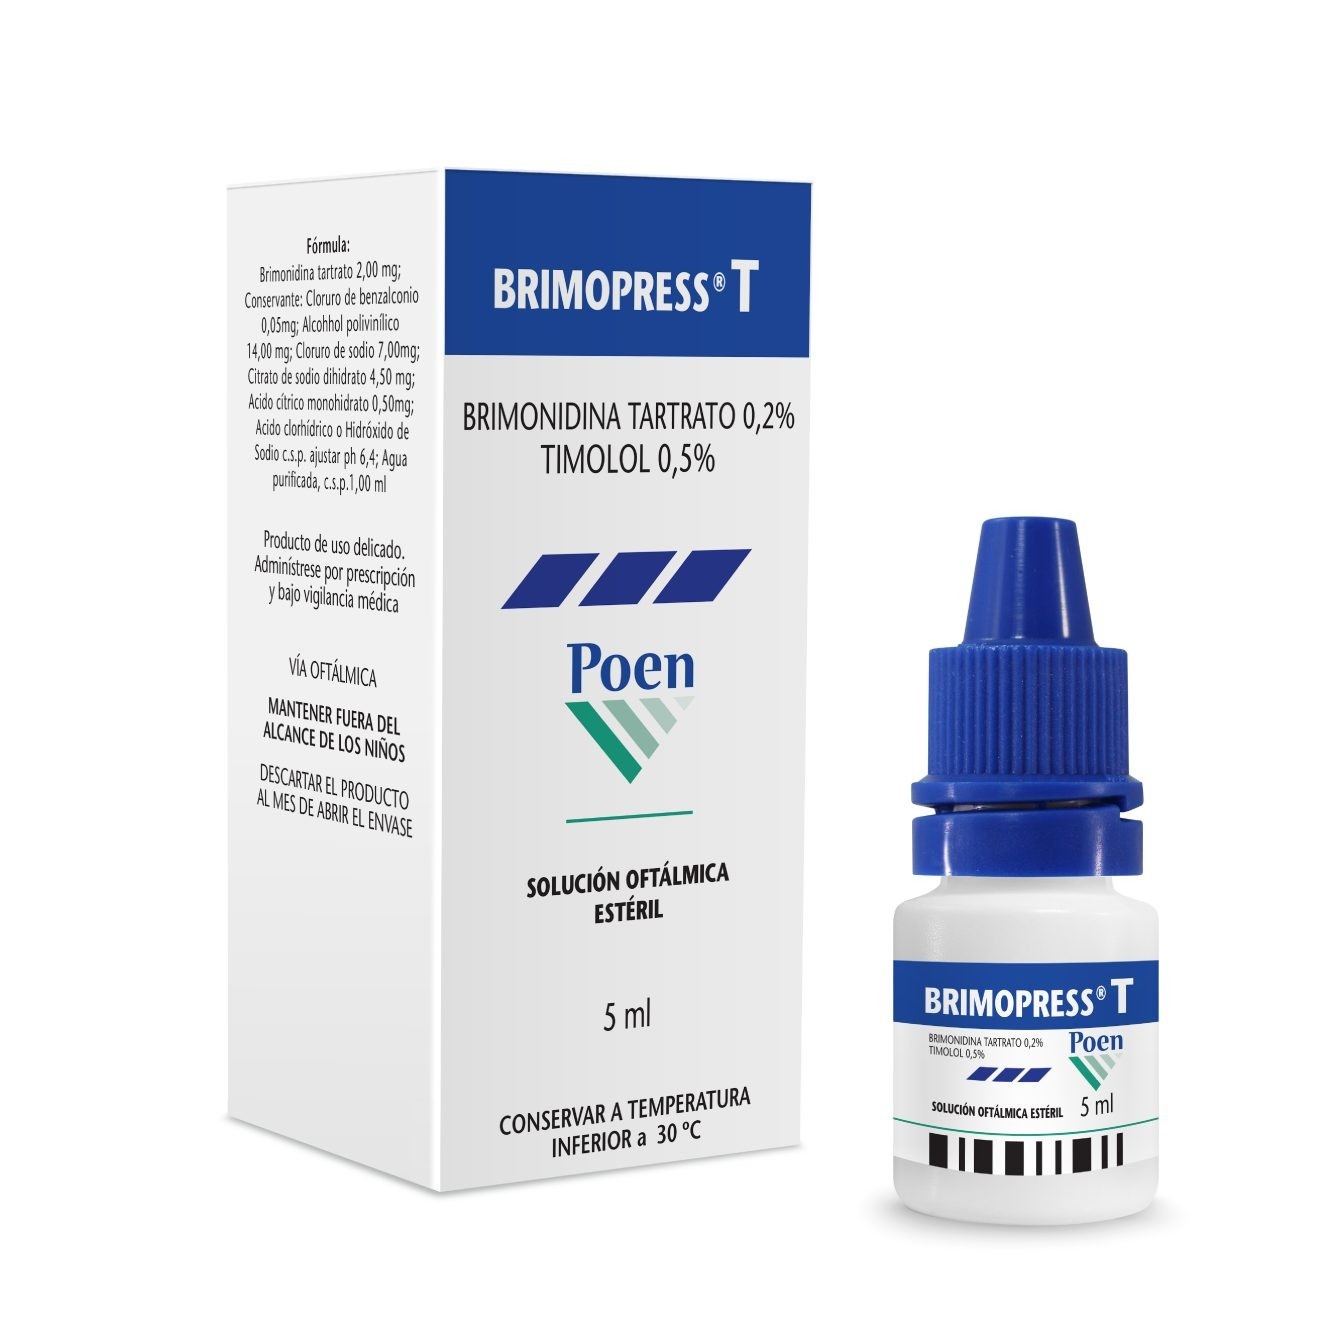 Fórmula:
Brimonidina tartrato 2,00 mg;
Conservante: Cloruro de benzalconio
0,05mg; Alcohhol polivinílico
14,00 mg; Cloruro de sodio 7,00mg;
Citrato de sodio dihidrato 4,50 mg;
Acido cítrico monohidrato 0,50mg;
Acido clorhídrico o Hidróxido de
Sodio c.s.p. ajustar ph 6,4; Agua
purificada, c.s.p.1,00 ml
Producto de uso delicado.
Adminístrese por prescripción
y bajo vigilancia médica
VÍA OFTÁLMICA
MANTENER FUERA DEL
ALCANCE DE LOS NIÑOS
DESCARTAR EL PRODUCTO
AL MES DE ABRIR EL ENVASE
BRIMOPRESS® T
BRIMONIDINA TARTRATO 0,2%
TIMOLOL 0,5%
Poen
SOLUCIÓN OFTÁLMICA
ESTÉRIL
5 ml
CONSERVAR A TEMPERATURA
INFERIOR a 30 ºC
BRIMOPRESS® T
BRIMONIDINA TARTRATO 0,2%
TIMOLOL 0,5%
Poen
SOLUCIÓN OFTÁLMICA ESTÉRIL 5 ml